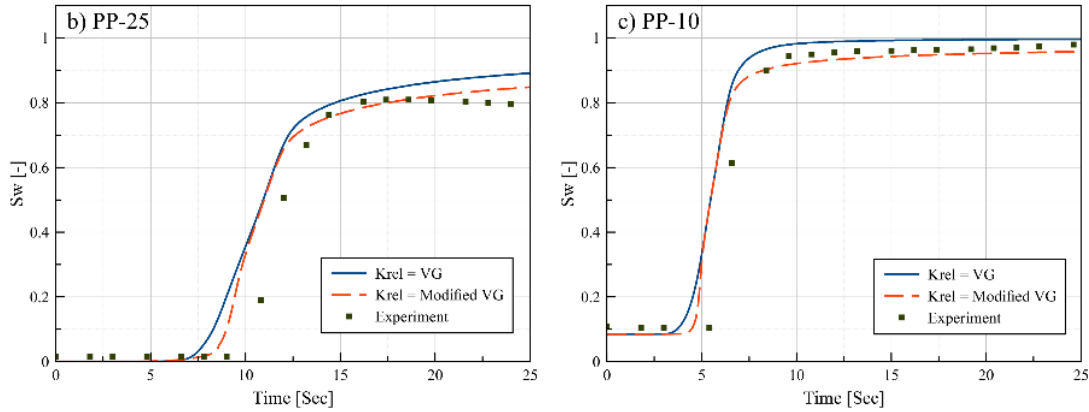 b) PP-25
1
0.8
0.6
0.4
0.2
0
Sw [-]
0
5
10
15
20
25
Time [Sec]
Krel = VG
Krel = Modified VG
Experiment
c) PP-10
1
0.8
0.6
0.4
0.2
0
Sw [-]
0
5
10
15
20
25
Time [Sec]
Krel = VG
Krel = Modified VG
Experiment